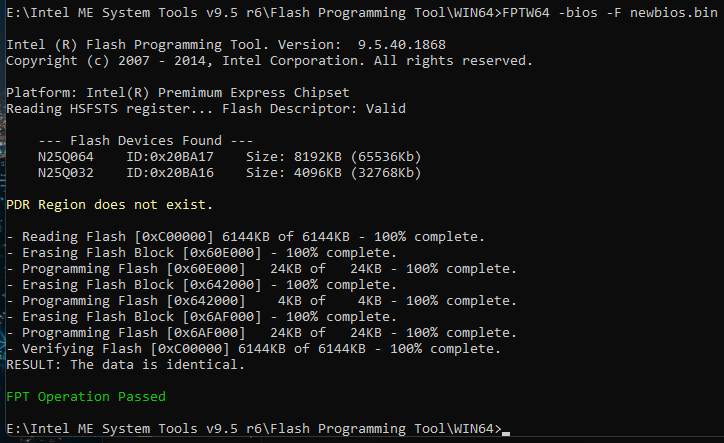 E:\Intel ME System Tools v9.5 r6\Flash Programming Tool\WIN64>FPTW64 -bios -F newbios.bin
Intel (R) Flash Programming Tool. Version:  9.5.40.1868
Copyright (c) 2007 - 2014, Intel Corporation. All rights reserved.
Platform: Intel(R) Premimum Express Chipset
Reading HSFSTS register... Flash Descriptor: Valid
--- Flash Devices Found ---
N25Q064    ID:0x20BA17    Size: 8192KB (65536Kb)
N25Q032    ID:0x20BA16    Size: 4096KB (32768Kb)
PDR Region does not exist.
- Reading Flash [0xC00000] 6144KB of 6144KB - 100% complete.
- Erasing Flash Block [0x60E000] - 100% complete.
- Programming Flash [0x60E000]   24KB of   24KB - 100% complete.
- Erasing Flash Block [0x642000] - 100% complete.
- Programming Flash [0x642000]    4KB of    4KB - 100% complete.
- Erasing Flash Block [0x6AF000] - 100% complete.
- Programming Flash [0x6AF000]   24KB of   24KB - 100% complete.
- Verifying Flash [0xC00000] 6144KB of 6144KB - 100% complete.
RESULT: The data is identical.
FPT Operation Passed
E:\Intel ME System Tools v9.5 r6\Flash Programming Tool\WIN64>_